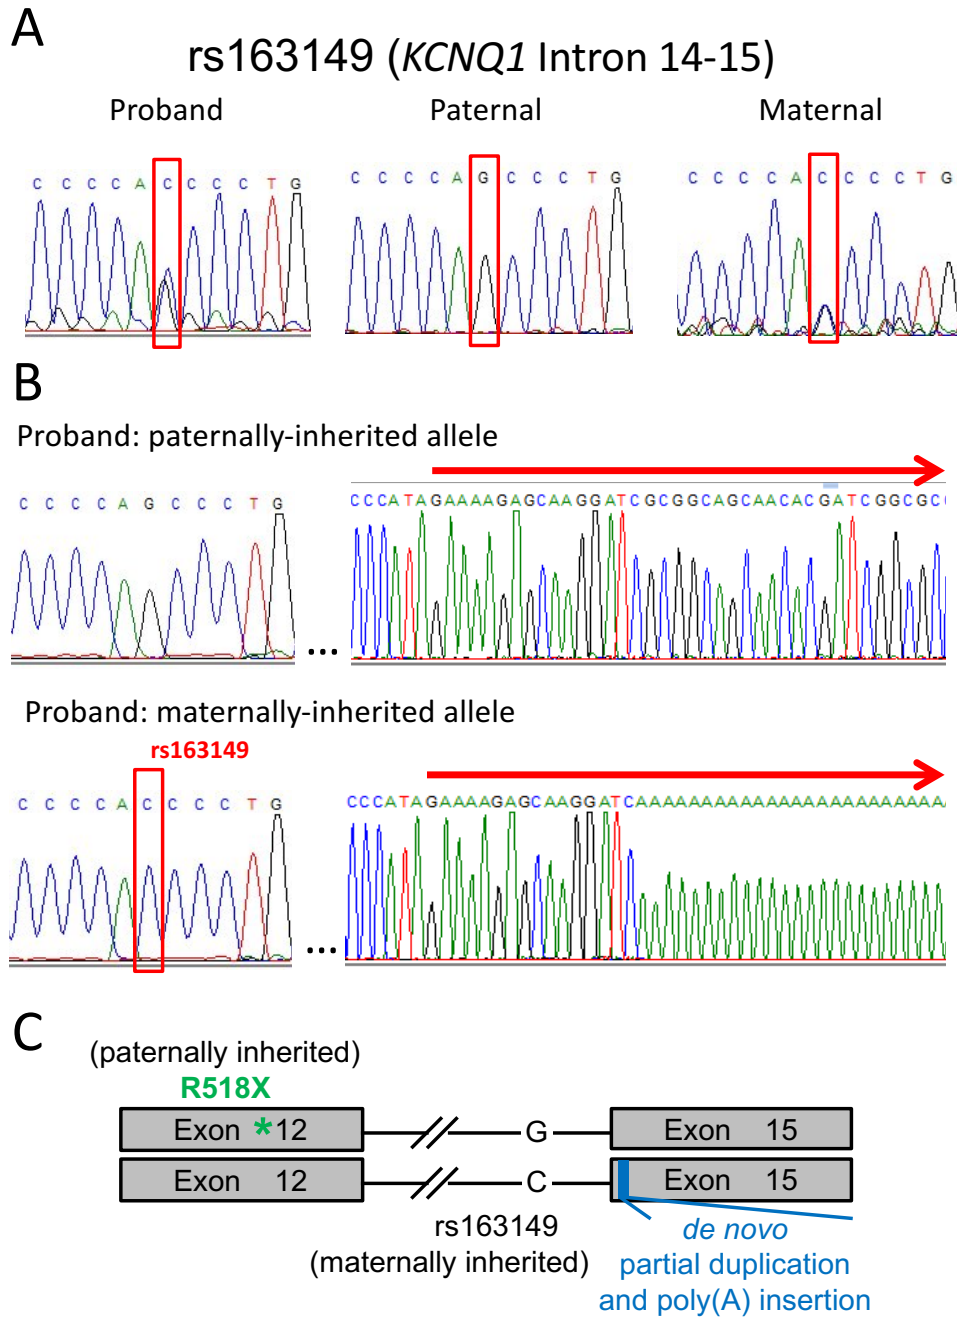 A
rs163149 (KCNQ1 Intron 14-15)
Proband Paternal Maternal
C C C C A C C C C T G C C C C A G C C C T G C C C C A C C C C T G
B
Proband: paternally-inherited allele
C C C C A G C C C T G ... CCCATAGAAAAGAGCAAGGATCGCGGCAGCAACACGATCGGCGC
Proband: maternally-inherited allele
rs163149
C C C C A C C C C T G ... CCCATAGAAAAGAGCAAGGATCAAAAAAAAAAAAAAAAAAAAAAA
C
(paternally inherited)
R518X
Exon *12 G Exon 15
Exon 12 C Exon 15
rs163149
(maternally inherited)
de novo
partial duplication
and poly(A) insertion